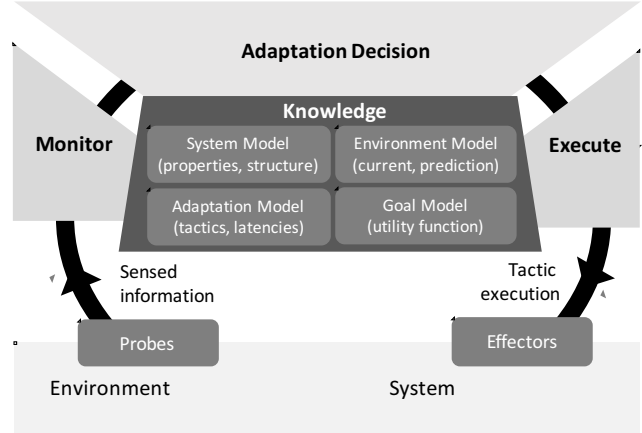 Adaptation Decision
Knowledge
Monitor
Execute
System Model
(properties, structure)
Environment Model
(current, prediction)
Adaptation Model
(tactics, latencies)
Goal Model
(utility function)
Sensed
information
Tactic
execution
Probes
Effectors
Environment
System